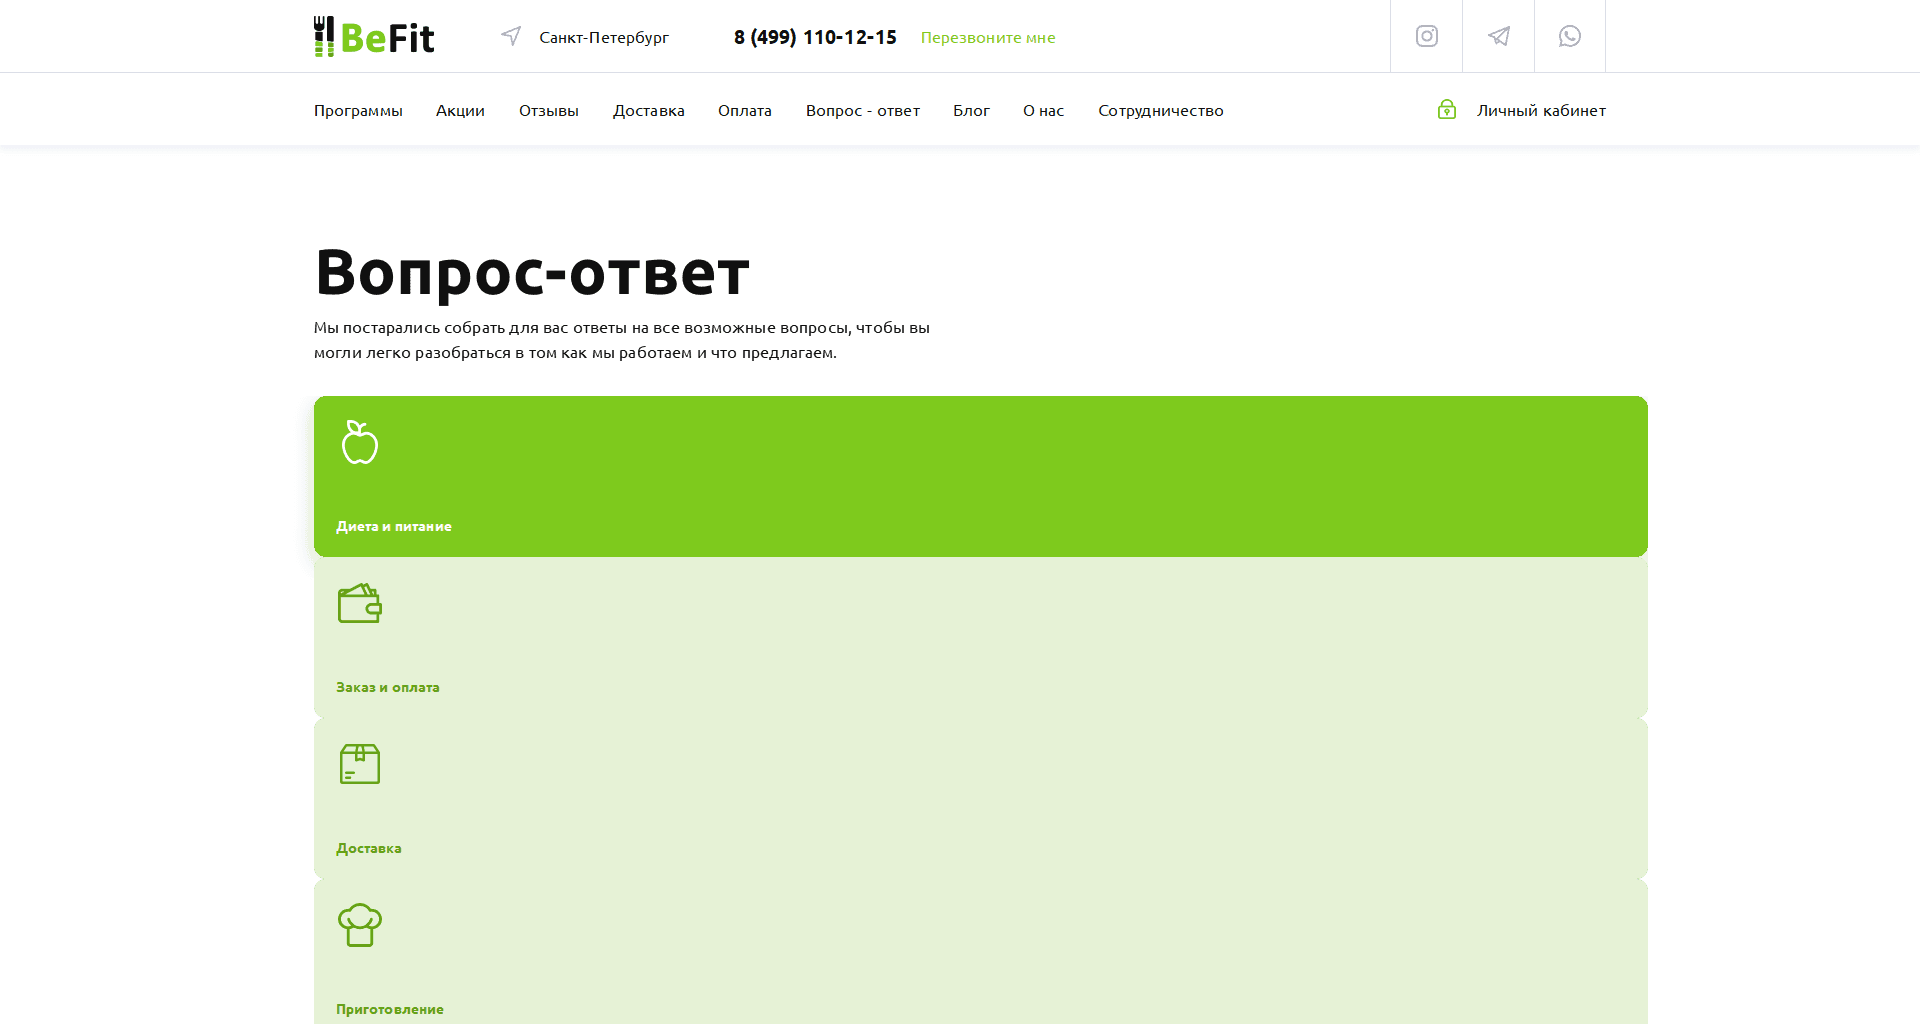 BeFit
Санкт-Петербург
8 (499) 110-12-15
Перезвоните мне
Программы
Акции
Отзывы
Доставка
Оплата
Вопрос - ответ
Блог
О нас
Сотрудничество
Личный кабинет
Вопрос-ответ
Мы постарались собрать для вас ответы на все возможные вопросы, чтобы вы
могли легко разобраться в том как мы работаем и что предлагаем.
Диета и питание
Заказ и оплата
Доставка
Приготовление